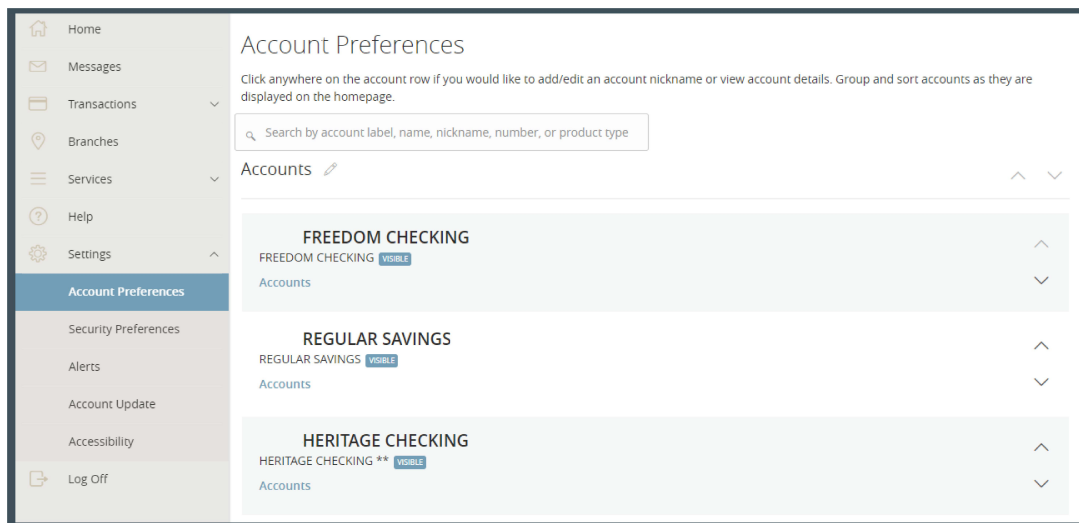 Home
Messages
Transactions
Branches
Services
Help
Settings
Account Preferences
Security Preferences
Alerts
Account Update
Accessibility
Log Off
Account Preferences
Click anywhere on the account row if you would like to add/edit an account nickname or view account details. Group and sort accounts as they are
displayed on the homepage.
Search by account label, name, nickname, number, or product type
Accounts
FREEDOM CHECKING
FREEDOM CHECKING VISIBLE
Accounts
REGULAR SAVINGS
REGULAR SAVINGS VISIBLE
Accounts
HERITAGE CHECKING
HERITAGE CHECKING ** VISIBLE
Accounts